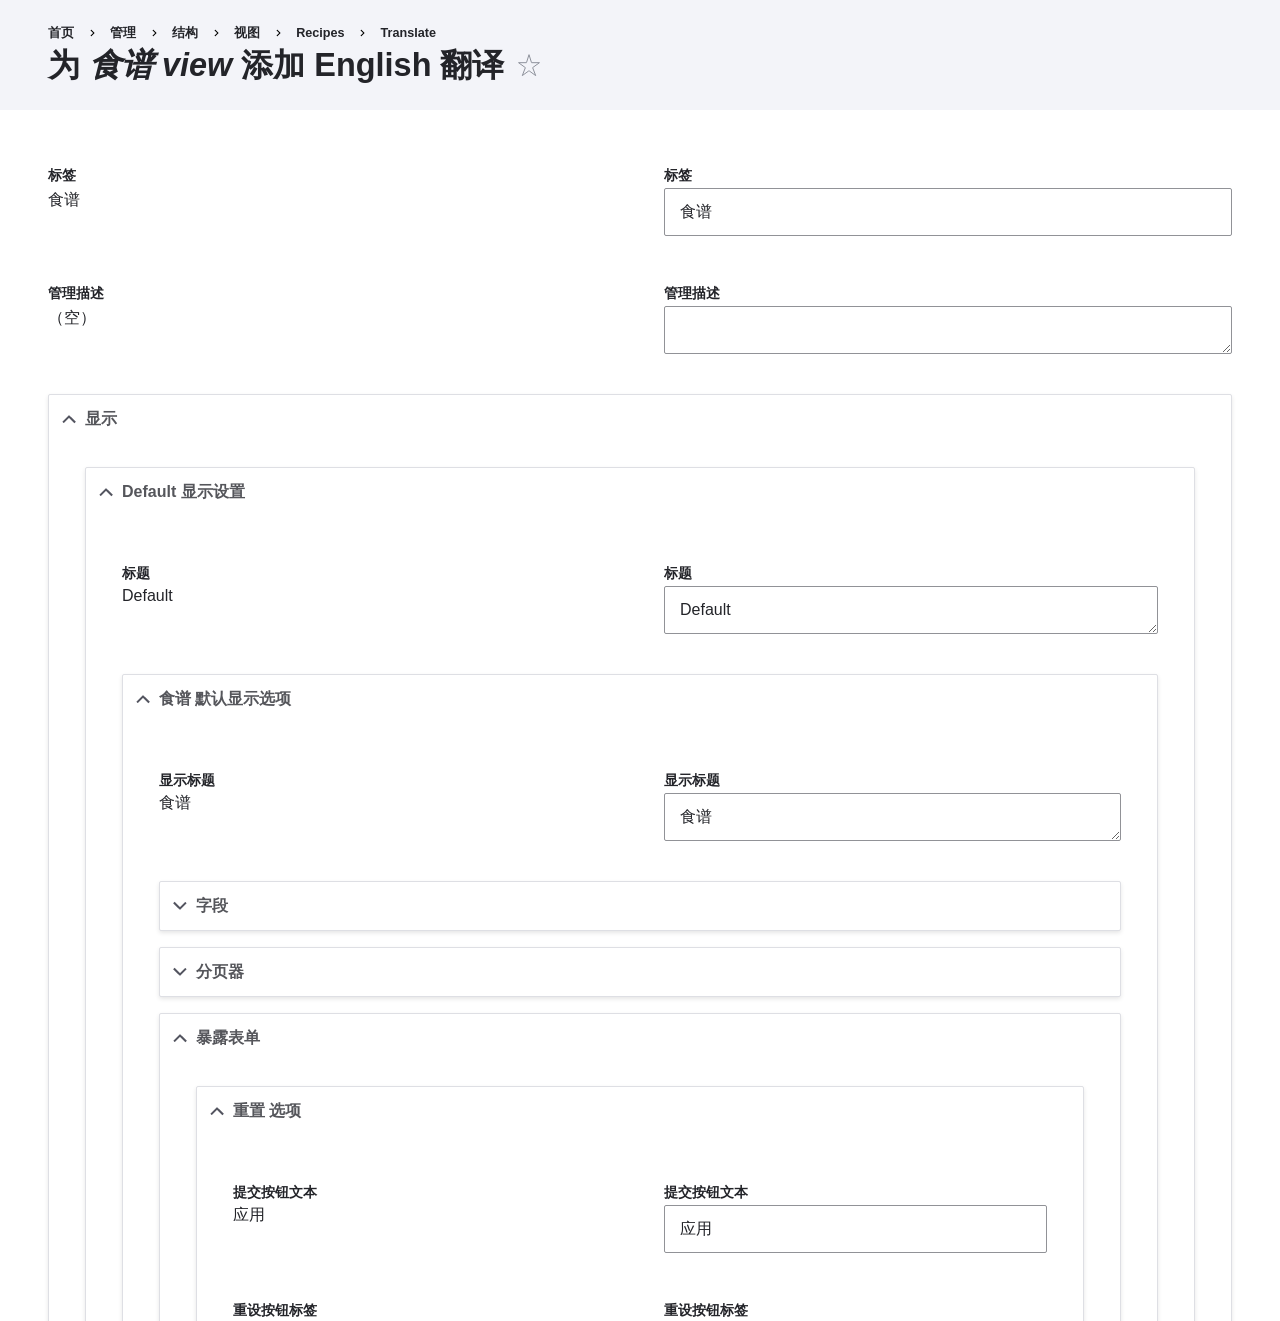 首页 › 管理 › 结构 › 视图 › Recipes › Translate
为 食谱 view 添加 English 翻译 ☆
标签 标签
食谱 食谱
管理描述 管理描述
（空）
显示
Default 显示设置
标题 标题
Default Default
食谱 默认显示选项
显示标题 显示标题
食谱 食谱
字段
分页器
暴露表单
重置 选项
提交按钮文本 提交按钮文本
应用 应用
重设按钮标签 重设按钮标签